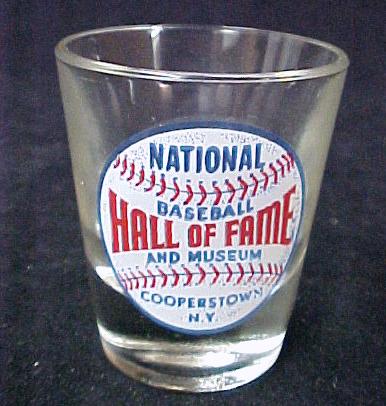 NATIONAL
BASEBALL
HALL OF FAME
AND MUSEUM
COOPERSTOWN
N.Y.